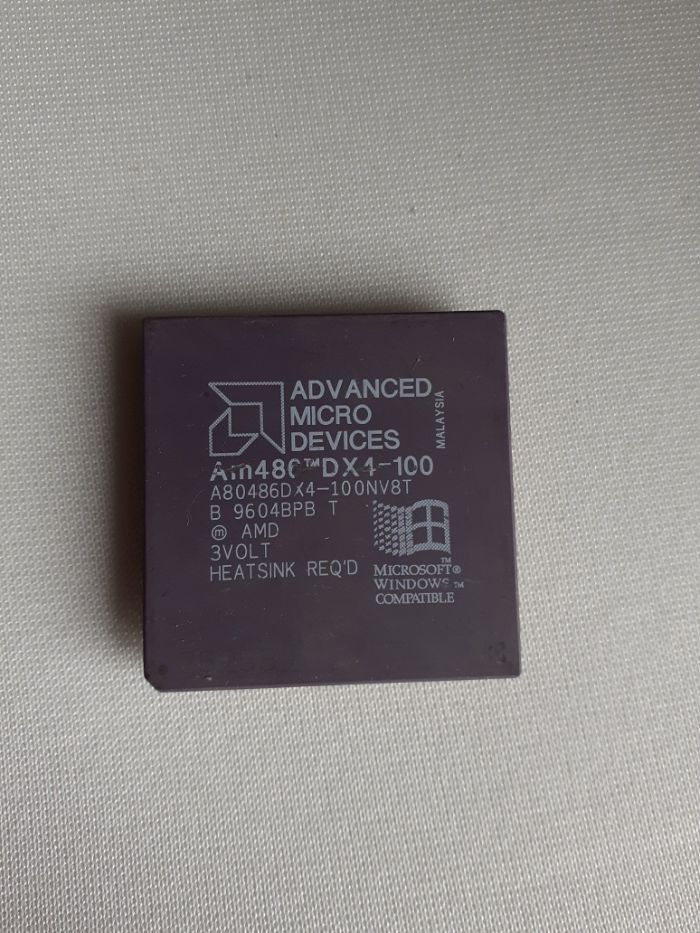 ADVANCED
MICRO
DEVICES
MALAYSIA
Am486™DX4-100
A80486DX4-100NV8T
B 9604BPB T
ⓜ AMD
3VOLT
HEATSINK REQ'D
MICROSOFT®
WINDOWS™
COMPATIBLE